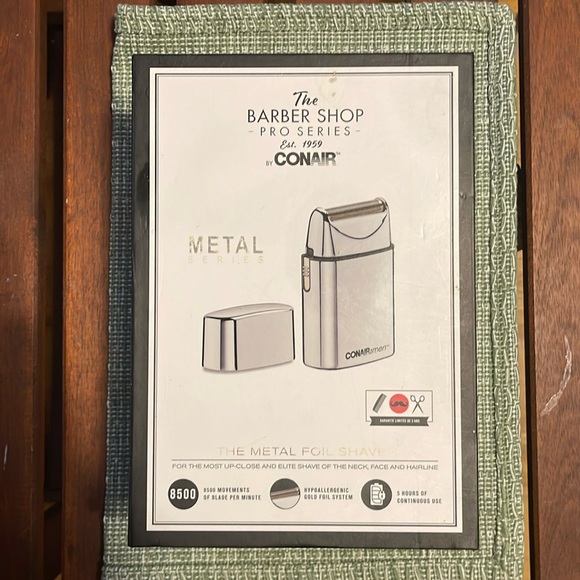 The
BARBER SHOP
- PRO SERIES -
Est. 1959
BY CONAIR™
METAL
SERIES
CONAIRman™
THE METAL FOIL SHAVER
FOR THE MOST UP-CLOSE AND ELITE SHAVE OF THE NECK, FACE AND HAIRLINE
8500
8500 MOVEMENTS
OF BLADE PER MINUTE
HYPOALLERGENIC
GOLD FOIL SYSTEM
5 HOURS OF
CONTINUOUS USE